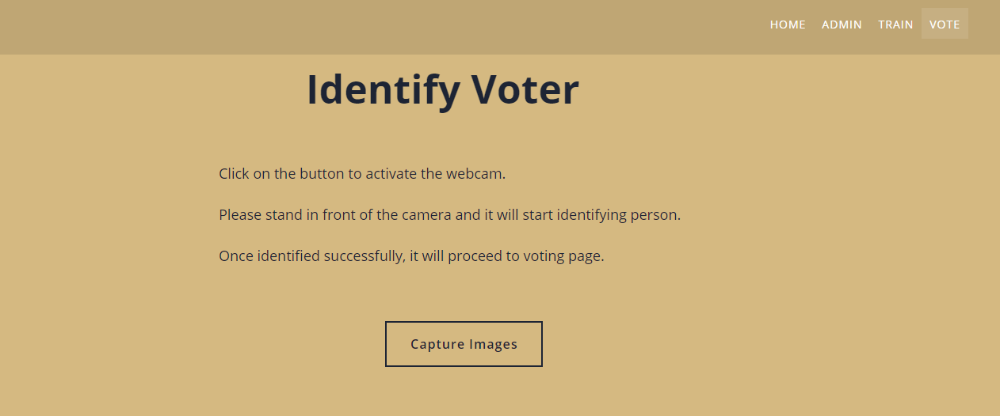 HOME ADMIN TRAIN VOTE
Identify Voter
Click on the button to activate the webcam.
Please stand in front of the camera and it will start identifying person.
Once identified successfully, it will proceed to voting page.
Capture Images